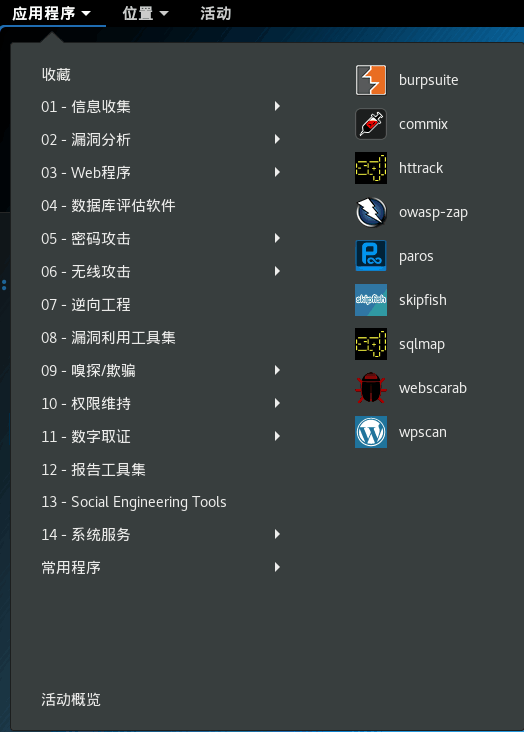 应用程序 位置 活动
收藏
01 - 信息收集
02 - 漏洞分析
03 - Web程序
04 - 数据库评估软件
05 - 密码攻击
06 - 无线攻击
07 - 逆向工程
08 - 漏洞利用工具集
09 - 嗅探/欺骗
10 - 权限维持
11 - 数字取证
12 - 报告工具集
13 - Social Engineering Tools
14 - 系统服务
常用程序
活动概览
burpsuite
commix
httrack
owasp-zap
paros
skipfish
skipfish
sqlmap
webscarab
wpscan